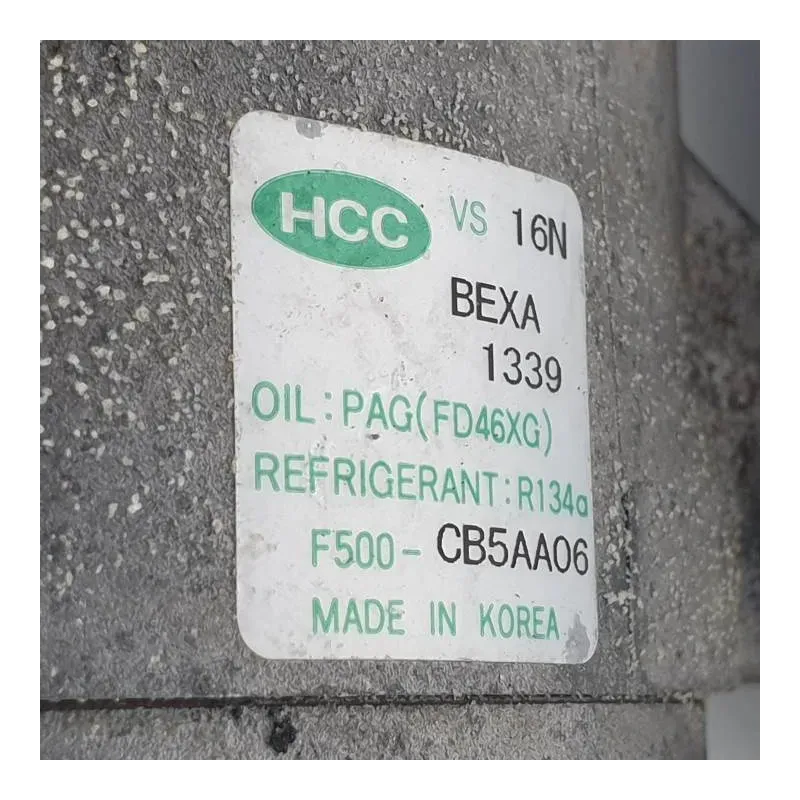 HCC VS 16N
BEXA
1339
OIL : PAG(FD46XG)
REFRIGERANT : R134a
F500 - CB5AA06
MADE IN KOREA